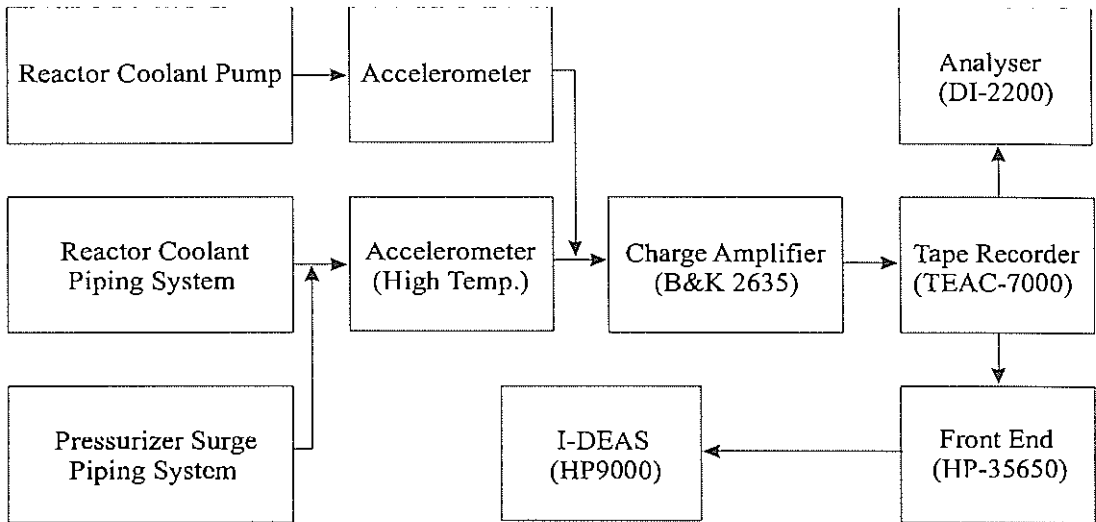 Reactor Coolant Pump
Accelerometer
Analyser
(DI-2200)
Reactor Coolant
Piping System
Accelerometer
(High Temp.)
Charge Amplifier
(B&K 2635)
Tape Recorder
(TEAC-7000)
Pressurizer Surge
Piping System
I-DEAS
(HP9000)
Front End
(HP-35650)